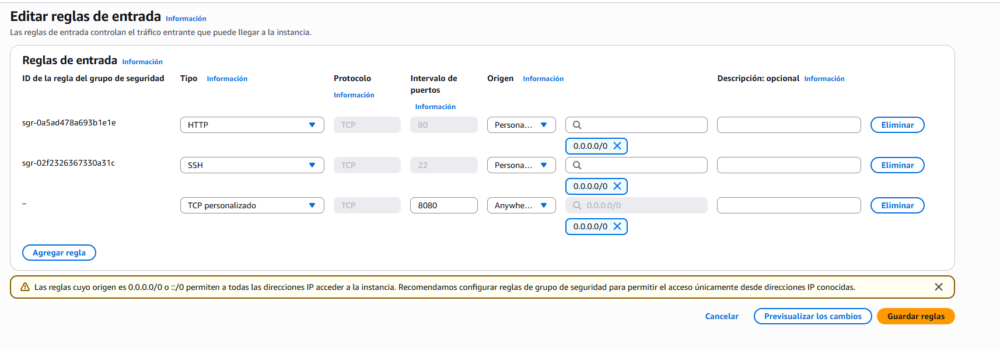 Editar reglas de entrada Información
Las reglas de entrada controlan el tráfico entrante que puede llegar a la instancia.
Reglas de entrada Información
ID de la regla del grupo de seguridad Tipo Información Protocolo Información Intervalo de puertos Información Origen Información Descripción: opcional Información
sgr-0a5ad478a693b1e1e HTTP TCP 80 Persona... Eliminar
0.0.0.0/0
sgr-02f2326367330a31c SSH TCP 22 Persona... Eliminar
0.0.0.0/0
– TCP personalizado TCP 8080 Anywhe... 0.0.0.0/0 Eliminar
0.0.0.0/0
Agregar regla
Las reglas cuyo origen es 0.0.0.0/0 o ::/0 permiten a todas las direcciones IP acceder a la instancia. Recomendamos configurar reglas de grupo de seguridad para permitir el acceso únicamente desde direcciones IP conocidas.
Cancelar Previsualizar los cambios Guardar reglas